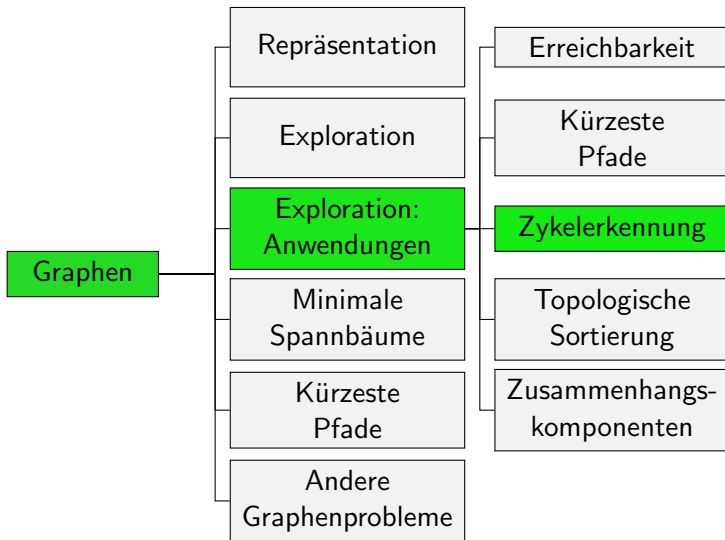 Graphen
Repräsentation
Exploration
Exploration:
Anwendungen
Minimale
Spannbäume
Kürzeste
Pfade
Andere
Graphenprobleme
Erreichbarkeit
Kürzeste
Pfade
Zykelerkennung
Topologische
Sortierung
Zusammenhangs-
komponenten